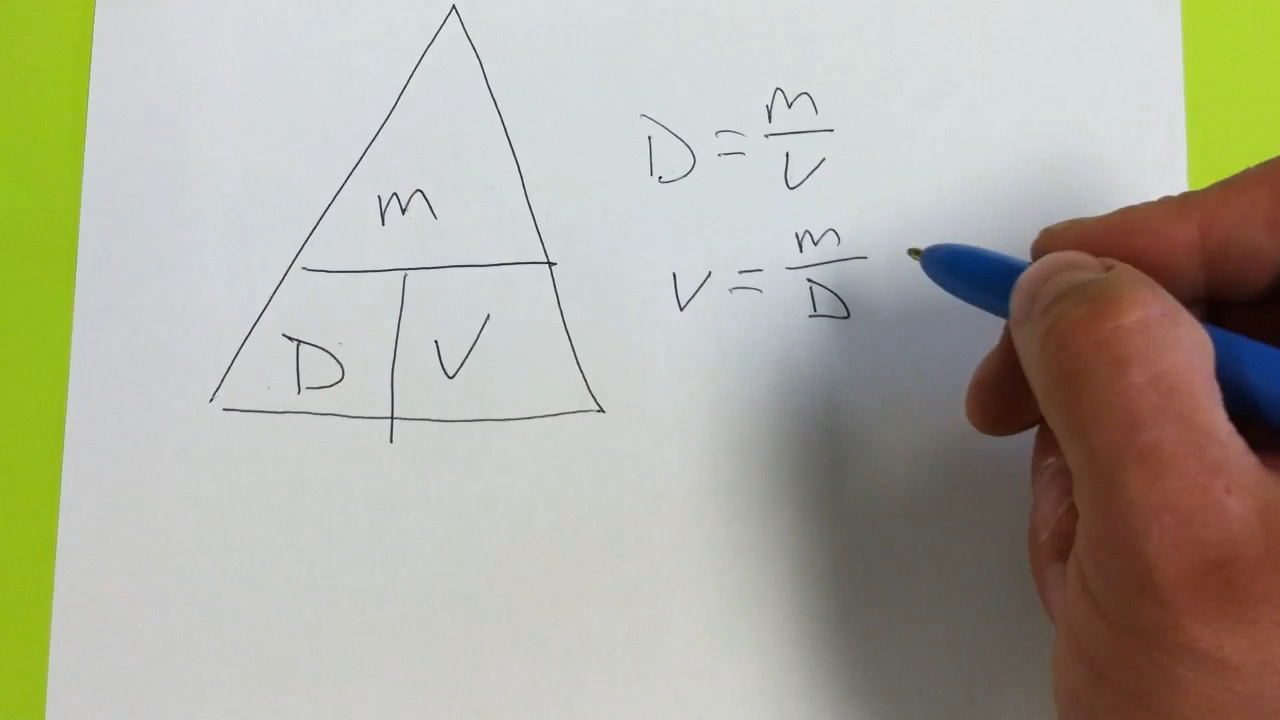 m
D V
D = m/V
V = m/D